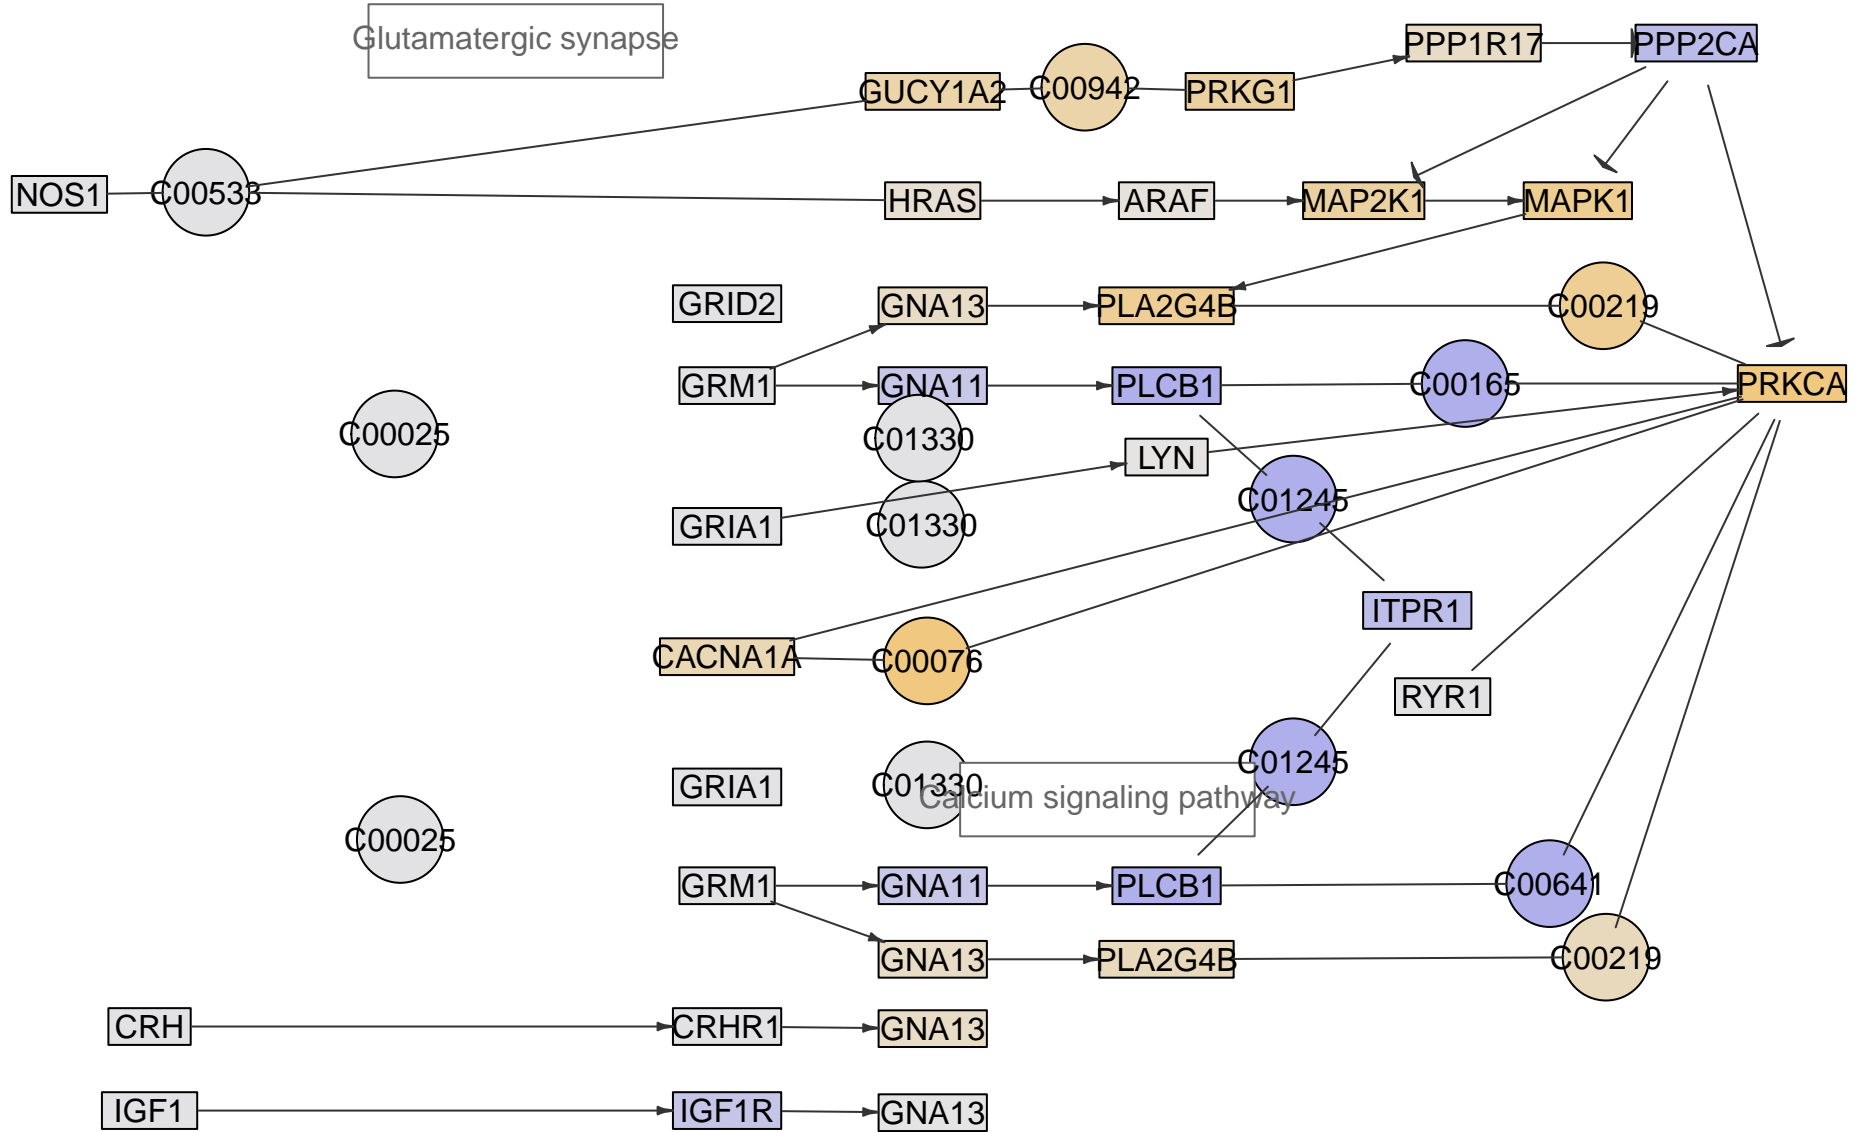 Glutamatergic synapse
PPP1R17
PPP2CA
GUCY1A2
C00942
PRKG1
NOS1
C00533
HRAS
ARAF
MAP2K1
MAPK1
GRID2
GNA13
PLA2G4B
C00219
GRM1
GNA11
PLCB1
C00165
PRKCA
C00025
C01330
LYN
GRIA1
C01330
C01245
ITPR1
CACNA1A
C00076
RYR1
GRIA1
C01330
C01245
Calcium signaling pathway
C00025
GRM1
GNA11
PLCB1
C00641
GNA13
PLA2G4B
C00219
CRH
CRHR1
GNA13
IGF1
IGF1R
GNA13